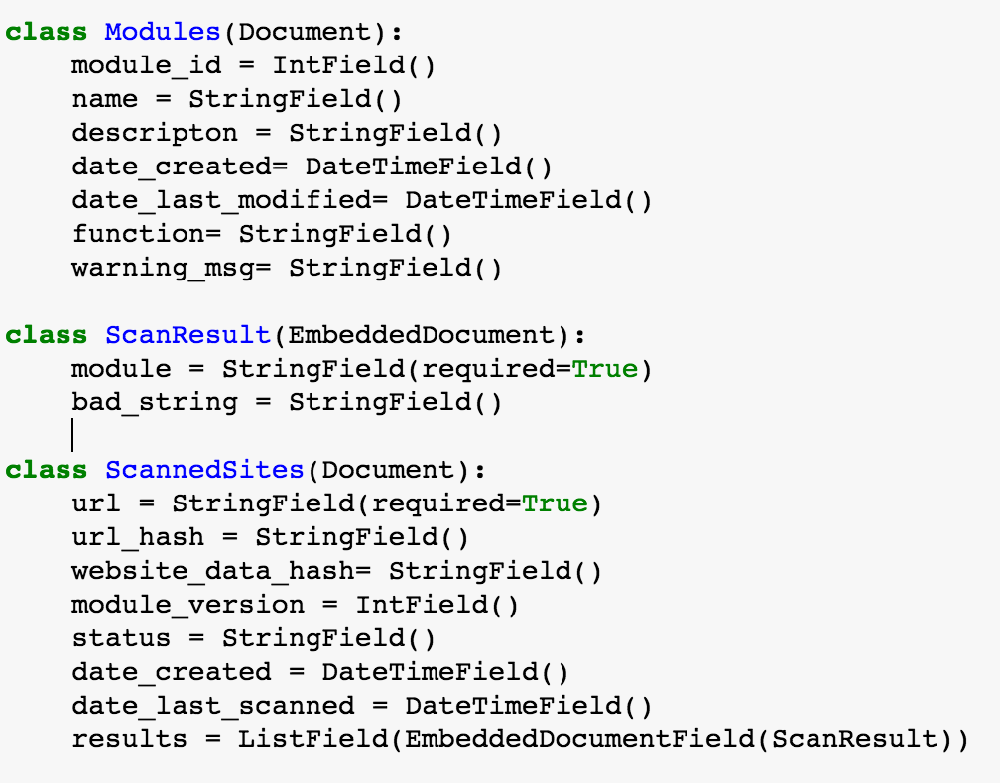 class Modules(Document):
    module_id = IntField()
    name = StringField()
    descripton = StringField()
    date_created= DateTimeField()
    date_last_modified= DateTimeField()
    function= StringField()
    warning_msg= StringField()

class ScanResult(EmbeddedDocument):
    module = StringField(required=True)
    bad_string = StringField()

class ScannedSites(Document):
    url = StringField(required=True)
    url_hash = StringField()
    website_data_hash= StringField()
    module_version = IntField()
    status = StringField()
    date_created = DateTimeField()
    date_last_scanned = DateTimeField()
    results = ListField(EmbeddedDocumentField(ScanResult))